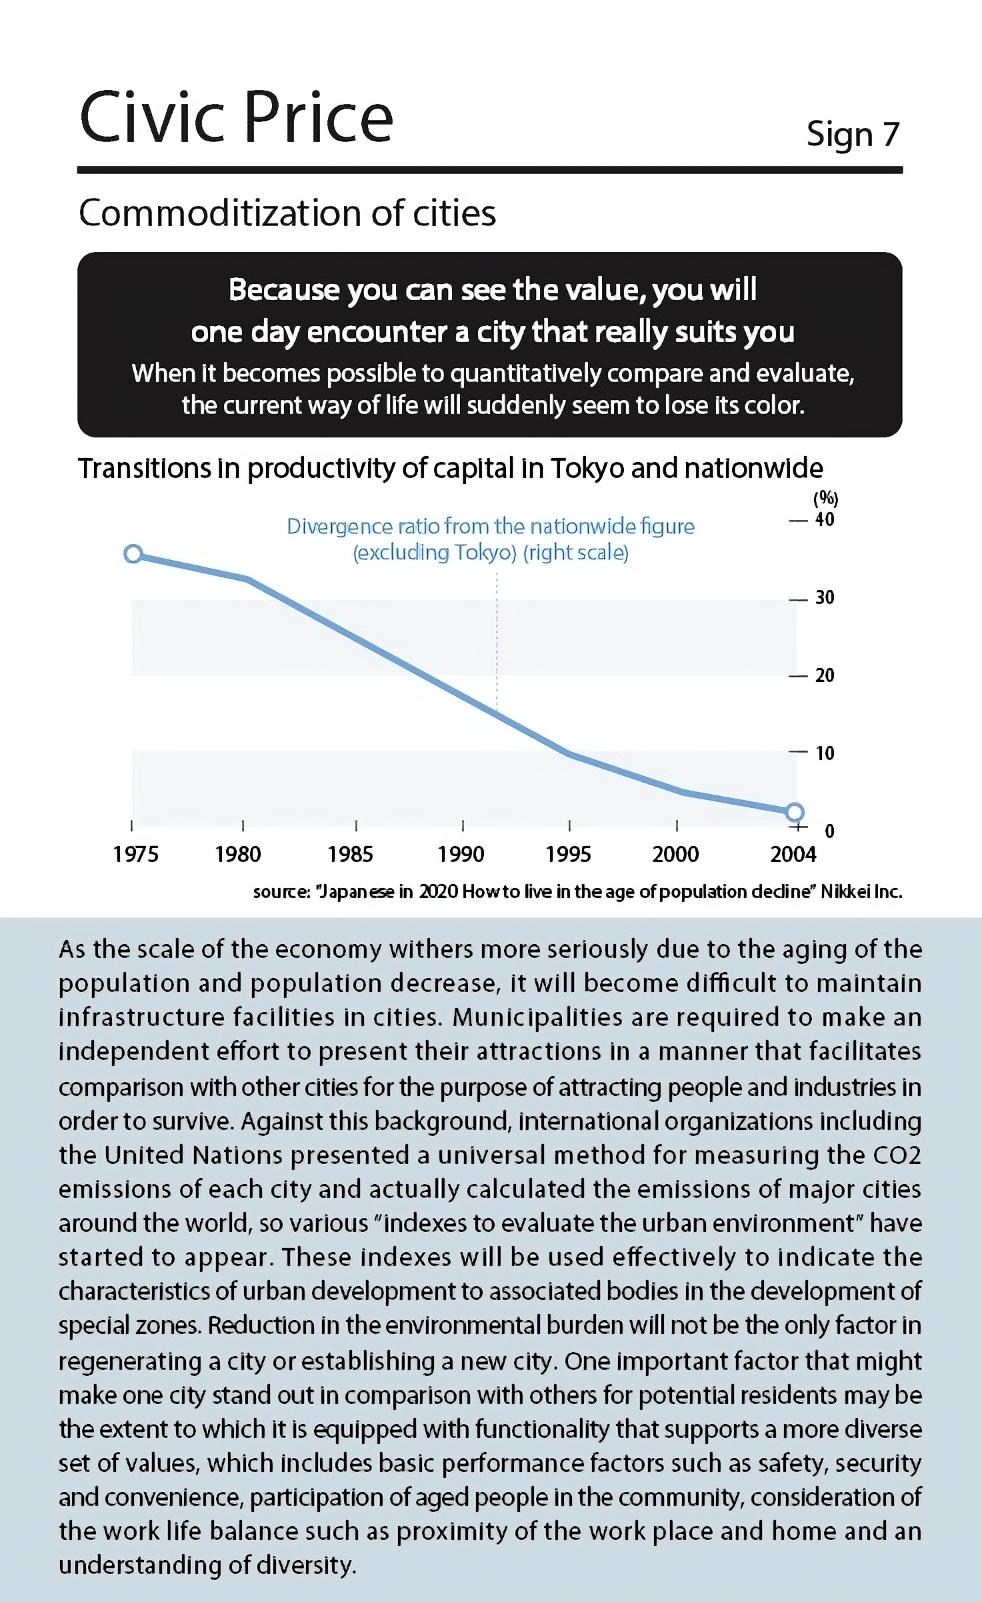 Civic Price
Sign 7
Commoditization of cities
Because you can see the value, you will
one day encounter a city that really suits you
When it becomes possible to quantitatively compare and evaluate,
the current way of life will suddenly seem to lose its color.
Transitions in productivity of capital in Tokyo and nationwide
(%)
40
Divergence ratio from the nationwide figure
(excluding Tokyo) (right scale)
30
20
10
0
1975 1980 1985 1990 1995 2000 2004
source: "Japanese in 2020 How to live in the age of population decline" Nikkei Inc.
As the scale of the economy withers more seriously due to the aging of the
population and population decrease, it will become difficult to maintain
infrastructure facilities in cities. Municipalities are required to make an
independent effort to present their attractions in a manner that facilitates
comparison with other cities for the purpose of attracting people and industries in
order to survive. Against this background, international organizations including
the United Nations presented a universal method for measuring the CO2
emissions of each city and actually calculated the emissions of major cities
around the world, so various "indexes to evaluate the urban environment" have
started to appear. These indexes will be used effectively to indicate the
characteristics of urban development to associated bodies in the development of
special zones. Reduction in the environmental burden will not be the only factor in
regenerating a city or establishing a new city. One important factor that might
make one city stand out in comparison with others for potential residents may be
the extent to which it is equipped with functionality that supports a more diverse
set of values, which includes basic performance factors such as safety, security
and convenience, participation of aged people in the community, consideration of
the work life balance such as proximity of the work place and home and an
understanding of diversity.